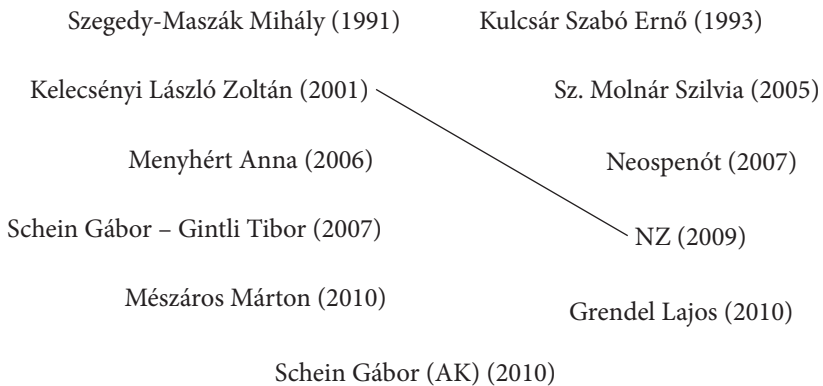 Szegedy-Maszák Mihály (1991)
Kulcsár Szabó Ernő (1993)
Kelecsényi László Zoltán (2001)
Sz. Molnár Szilvia (2005)
Menyhért Anna (2006)
Neospenót (2007)
Schein Gábor – Gintli Tibor (2007)
NZ (2009)
Mészáros Márton (2010)
Grendel Lajos (2010)
Schein Gábor (AK) (2010)